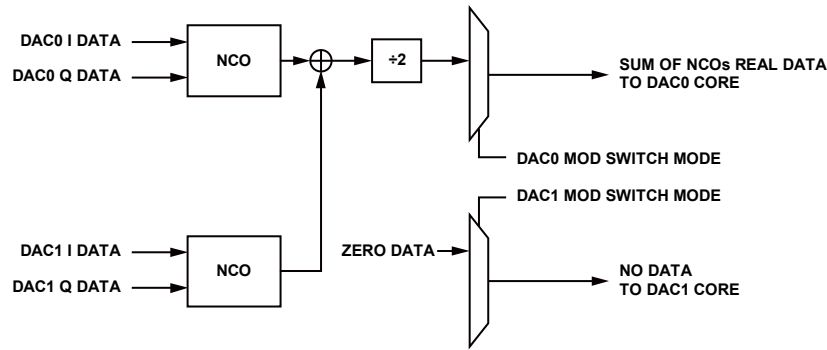 DAC0 I DATA
DAC0 Q DATA
NCO
÷2
SUM OF NCOs REAL DATA
TO DAC0 CORE
DAC0 MOD SWITCH MODE
DAC1 MOD SWITCH MODE
DAC1 I DATA
DAC1 Q DATA
NCO
ZERO DATA
NO DATA
TO DAC1 CORE